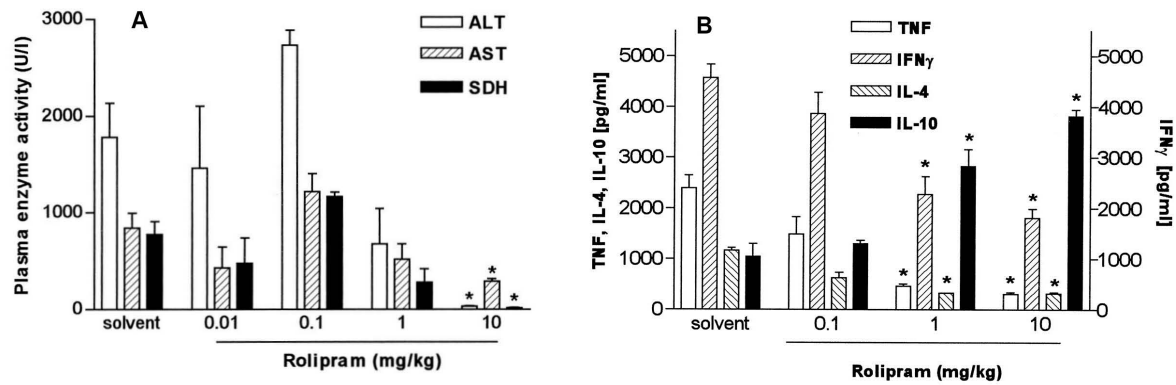 A
ALT
AST
SDH
Plasma enzyme activity (U/l)
3000
2000
1000
0
* * *
solvent 0.01 0.1 1 10
Rolipram (mg/kg)
B
TNF
IFNγ
IL-4
IL-10
TNF, IL-4, IL-10 [pg/ml]
5000
4000
3000
2000
1000
0
* * * *
* * * *
5000
4000
3000
2000
1000
0
IFNγ [pg/ml]
solvent 0.1 1 10
Rolipram (mg/kg)